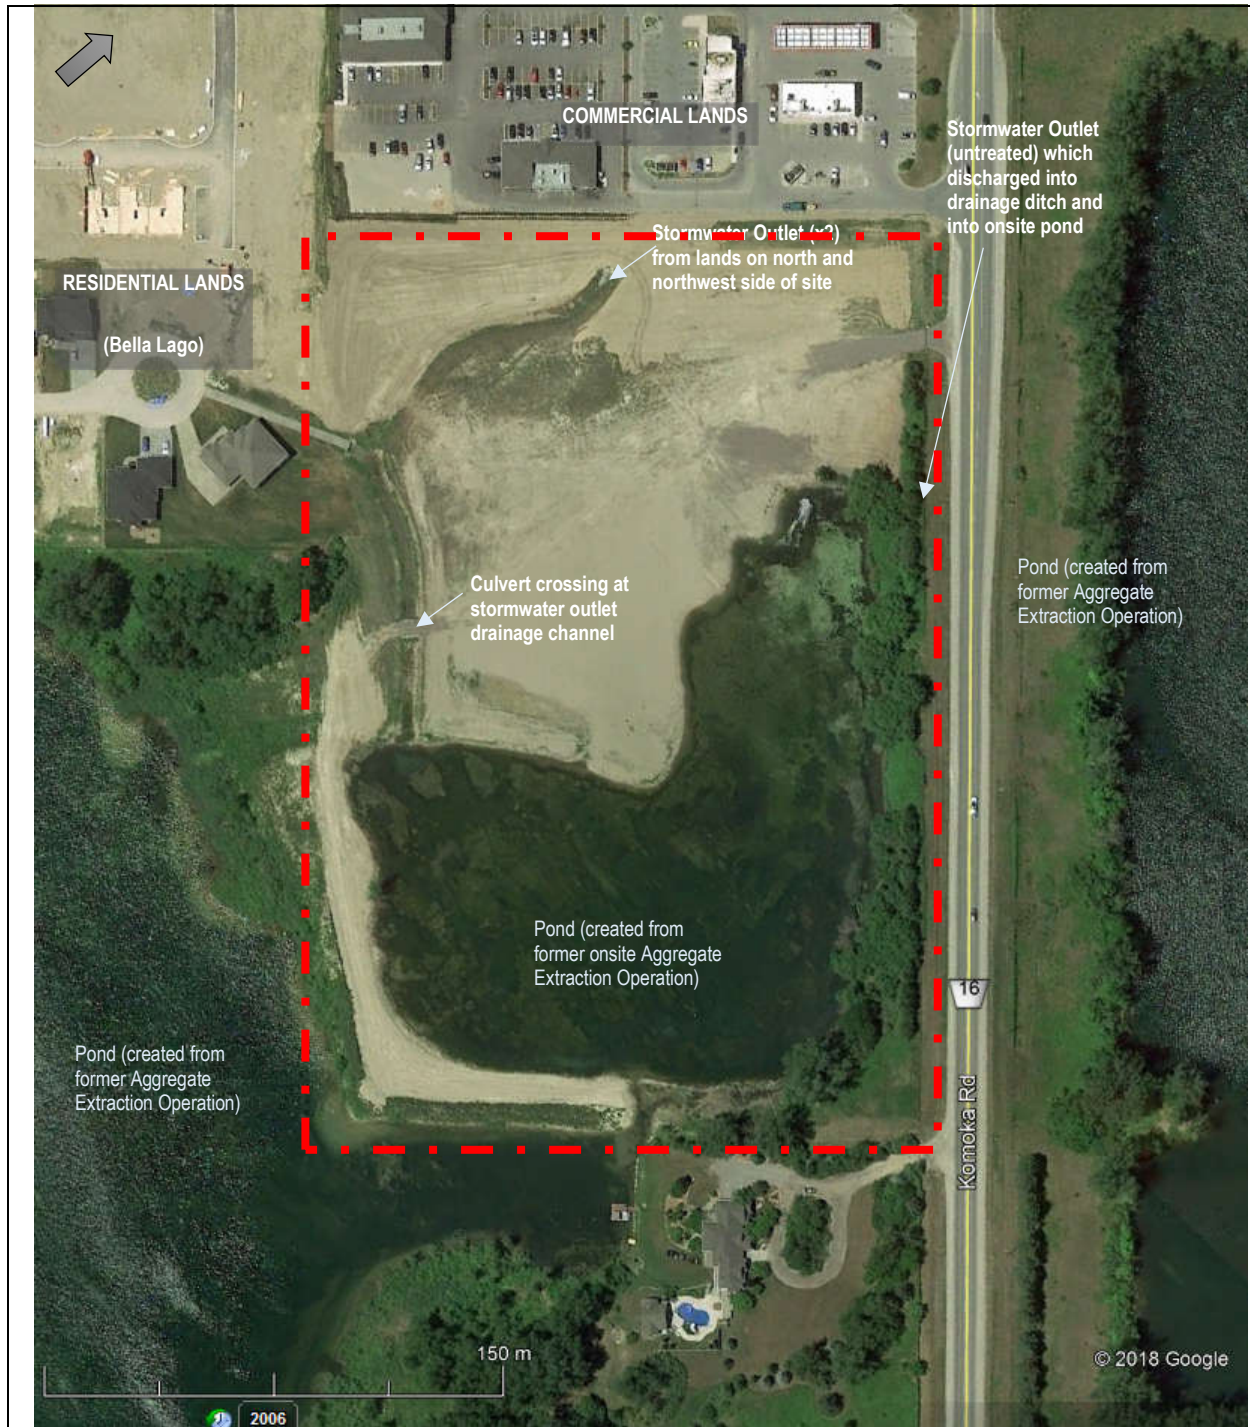 COMMERCIAL LANDS
Stormwater Outlet
(untreated) which
discharged into
drainage ditch and
into onsite pond
Stormwater Outlet (x2)
from lands on north and
northwest side of site
RESIDENTIAL LANDS
(Bella Lago)
Culvert crossing at
stormwater outlet
drainage channel
Pond (created from
former Aggregate
Extraction Operation)
Pond (created from
former onsite Aggregate
Extraction Operation)
16
Pond (created from
former Aggregate
Extraction Operation)
Komoka Rd
150 m
© 2018 Google
2006